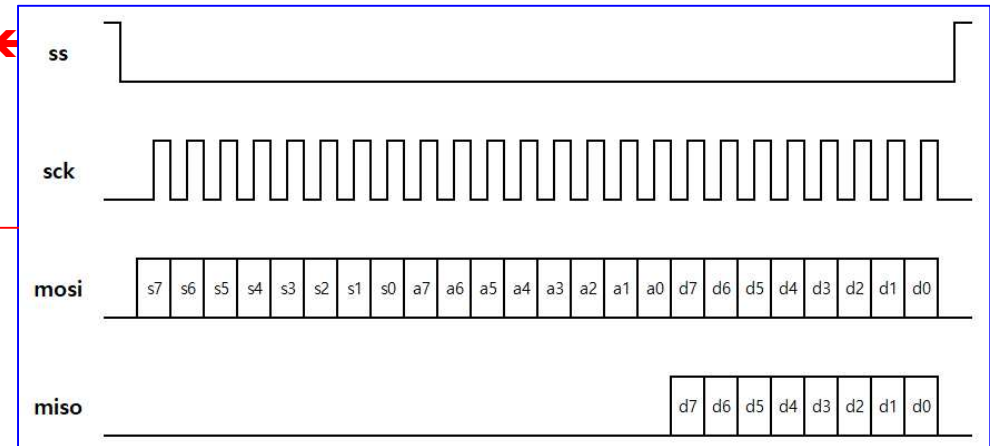 ss
sck
mosi s7 s6 s5 s4 s3 s2 s1 s0 a7 a6 a5 a4 a3 a2 a1 a0 d7 d6 d5 d4 d3 d2 d1 d0
miso d7 d6 d5 d4 d3 d2 d1 d0